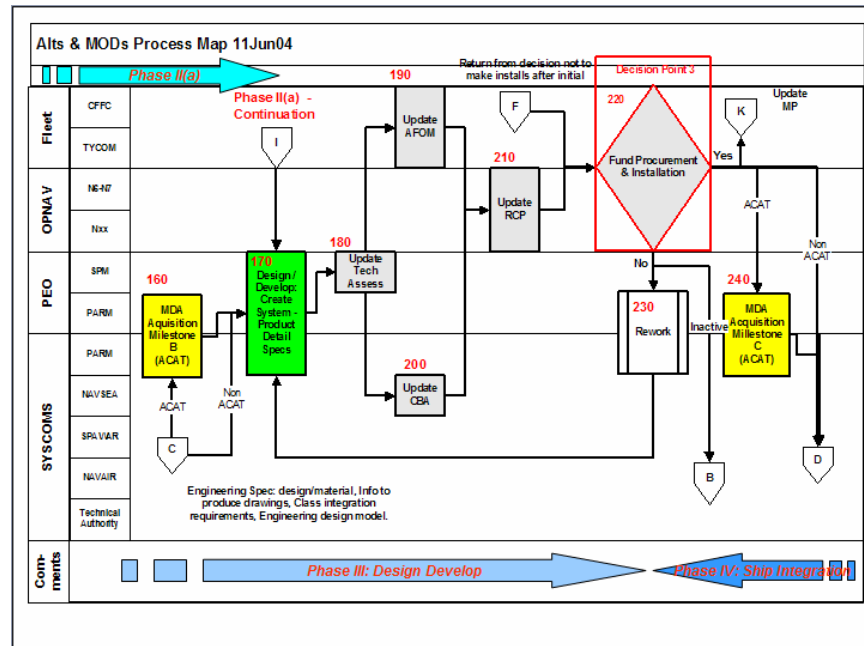 Alts & MODs Process Map 11Jun04
Phase II(a)
190
Return from decision not to
make installs after initial
Decision Point 3
Phase II(a) -
Continuation
220
Update
MP
Fleet
CFFC
TYCOM
I
Update
AFOM
F
K
210
Fund Procurement
& Installation
Yes
OPNAV
N6-N7
Nxx
Update
RCP
ACAT
Non
ACAT
PEO
SPM
PARM
160
MDA
Aquisition
Milestone
B
(ACAT)
170
Design /
Develop:
Create
System -
Product
Detail
Specs
180
Update
Tech
Assess
No
230
Rework
Inactive
240
MDA
Acquisition
Millestone
C
(ACAT)
SYSCOMS
PARM
NAVSEA
SPAWAR
NAVAIR
Technical
Authority
200
Update
CBA
ACAT
Non
ACAT
C
B
D
Engineering Spec: design/material, Info to
produce drawings, Class integration
requirements, Engineering design model.
Com-
ments
Phase III: Design Develop
Phase IV: Ship Integration